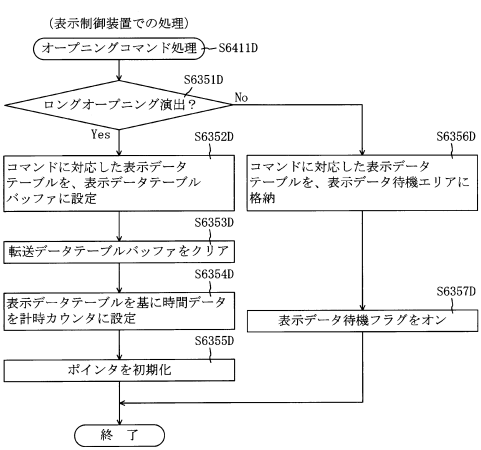 (表示制御装置での処理)
オープニングコマンド処理
S6411D
S6351D
ロングオープニング演出?
No
Yes
S6352D
コマンドに対応した表示データ
テーブルを、表示データテーブル
バッファに設定
S6356D
コマンドに対応した表示データ
テーブルを、表示データ待機エリアに
格納
S6353D
転送データテーブルバッファをクリア
S6354D
表示データテーブルを基に時間データ
を計時カウンタに設定
S6357D
表示データ待機フラグをオン
S6355D
ポインタを初期化
終 了